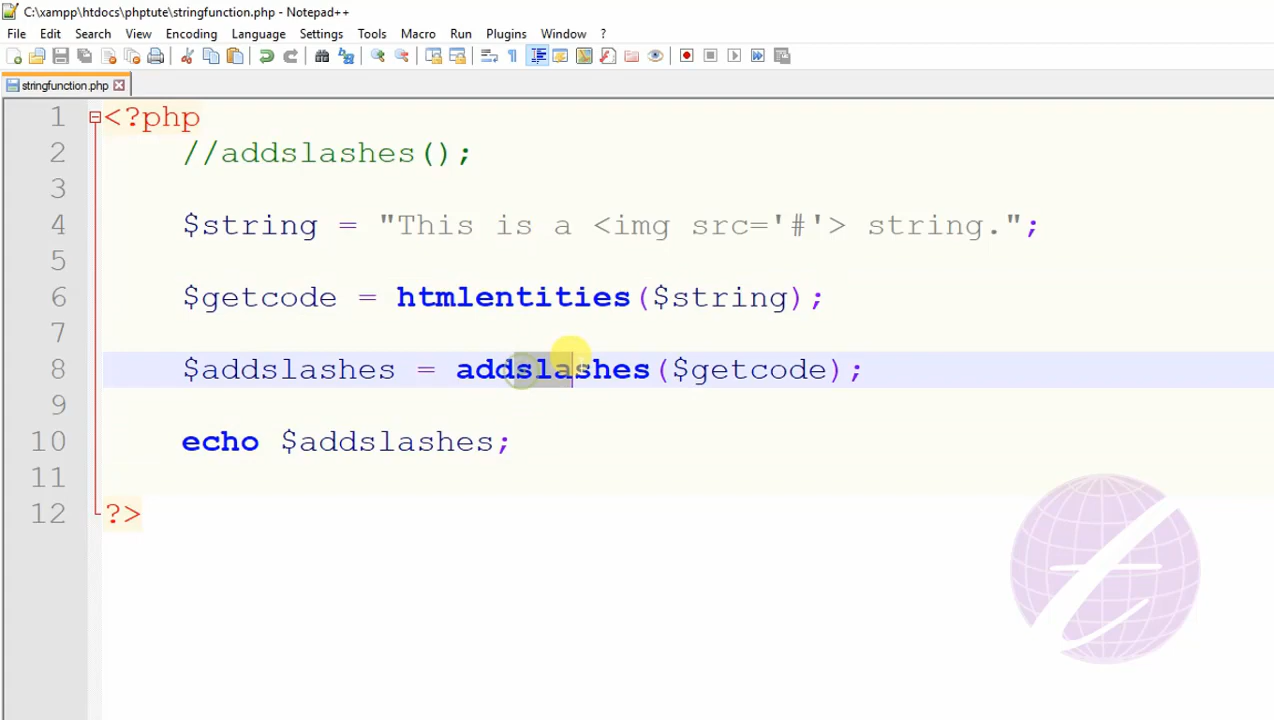 C:\xampp\htdocs\phptute\stringfunction.php - Notepad++
File Edit Search View Encoding Language Settings Tools Macro Run Plugins Window ?
stringfunction.php
1 <?php
2 //addslashes();
3
4 $string = "This is a <img src='#'> string.";
5
6 $getcode = htmlentities($string);
7
8 $addslashes = addslashes($getcode);
9
10 echo $addslashes;
11
12 ?>